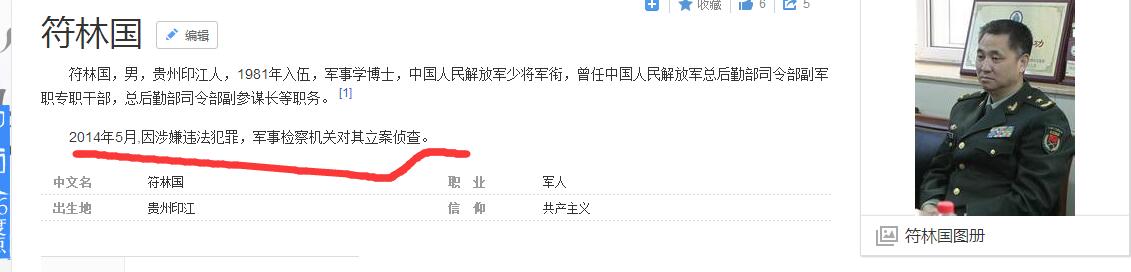 符林国 编辑
收藏 6 5
符林国，男，贵州印江人，1981年入伍，军事学博士，中国人民解放军少将军衔，曾任中国人民解放军总后勤部司令部副军
职专职干部，总后勤部司令部副参谋长等职务。 [1]
2014年5月,因涉嫌违法犯罪，军事检察机关对其立案侦查。
中文名 符林国 职 业 军人
出生地 贵州印江 信 仰 共产主义
符林国图册